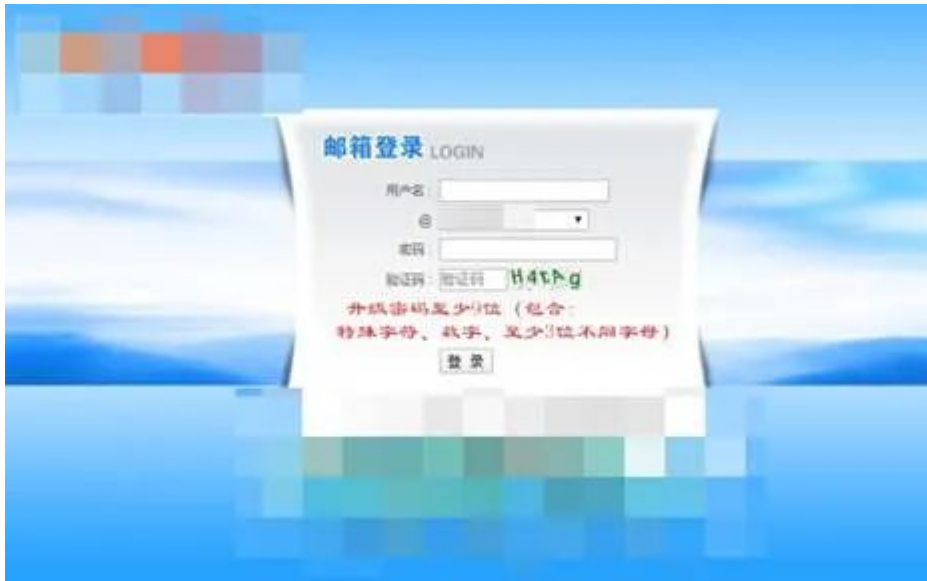 邮箱登录 LOGIN
用户名:
@
密码:
验证码: 验证码 H4tAg
升级密码至少9位（包含:
特殊字母、数字、至少3位不同字母）
登 录